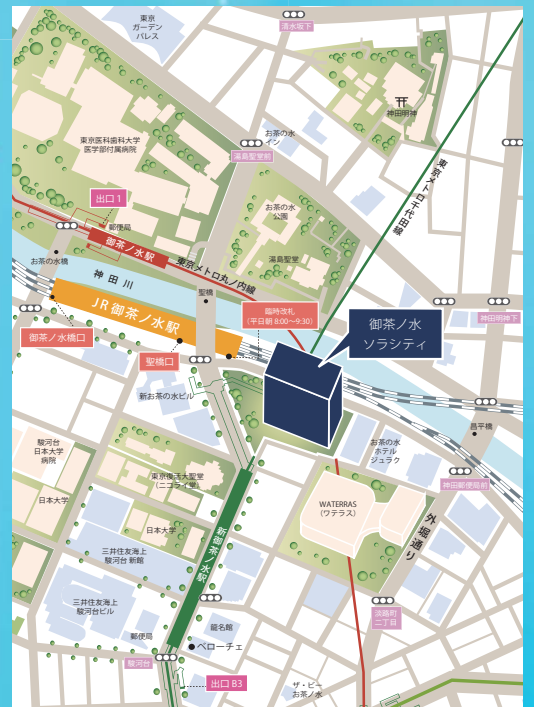 東京
ガーデン
パレス
清水坂下
神田明神
お茶の水
イン
湯島聖堂前
東京医科歯科大学
医学部付属病院
東京メトロ千代田線
出口1
郵便局
お茶の水
公園
湯島聖堂
御茶ノ水駅
東京メトロ丸ノ内線
お茶の水橋
神田川
聖橋
JR御茶ノ水駅
臨時改札
(平日朝 8:00〜9:30)
御茶ノ水
ソラシティ
神田明神下
御茶ノ水橋口
聖橋口
新お茶の水ビル
昌平橋
お茶の水
ホテル
ジュラク
駿河台
日本大学
病院
東京復活大聖堂
(ニコライ堂)
神田郵便局前
日本大学
日本大学
WATERRAS
(ワテラス)
外堀通り
新御茶ノ水駅
三井住友海上
駿河台 新館
三井住友海上
駿河台ビル
淡路町
二丁目
郵便局
龍名館
ベローチェ
駿河台
出口 B3
ザ・ビー
お茶ノ水